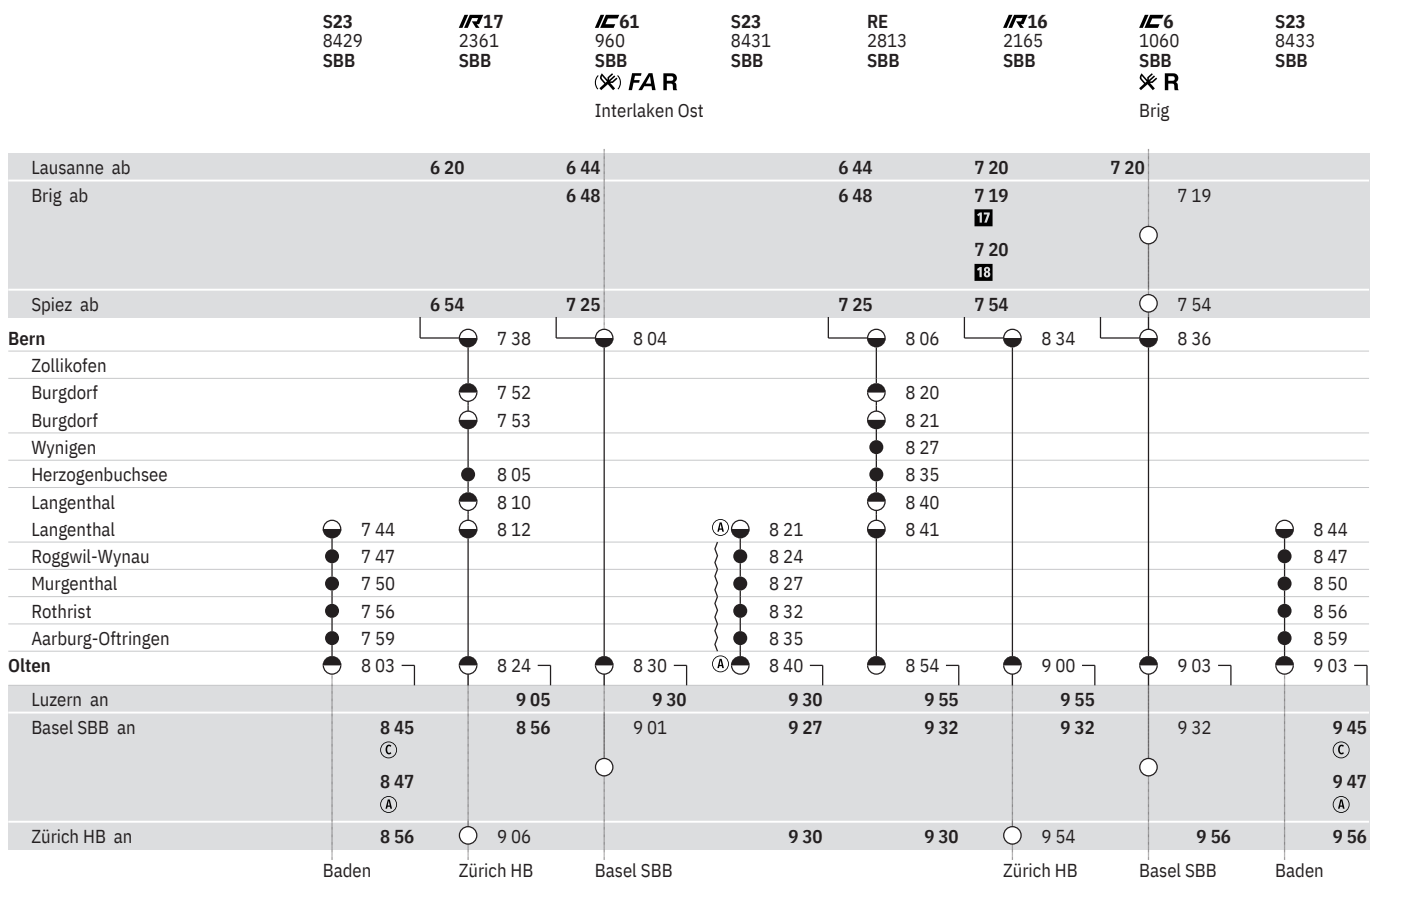 S23 IR17 IC61 S23 RE IR16 IC6 S23
8429 2361 960 8431 2813 2165 1060 8433
SBB SBB SBB SBB SBB SBB SBB SBB
FA R R
Interlaken Ost Brig
Lausanne ab 6 20 6 44 6 44 7 20 7 20
Brig ab 6 48 6 48 7 19 7 19
17
7 20
18
Spiez ab 6 54 7 25 7 25 7 54 7 54
Bern 7 38 8 04 8 06 8 34 8 36
Zollikofen
Burgdorf 7 52 8 20
Burgdorf 7 53 8 21
Wynigen 8 27
Herzogenbuchsee 8 05 8 35
Langenthal 8 10 8 40
Langenthal 7 44 8 12 A 8 21 8 41 8 44
Roggwil-Wynau 7 47 8 24 8 47
Murgenthal 7 50 8 27 8 50
Rothrist 7 56 8 32 8 56
Aarburg-Oftringen 7 59 8 35 8 59
Olten 8 03 8 24 8 30 A 8 40 8 54 9 00 9 03 9 03
Luzern an 9 05 9 30 9 30 9 55 9 55
Basel SBB an 8 45 8 56 9 01 9 27 9 32 9 32 9 32 9 45
C C
8 47 9 47
A A
Zürich HB an 8 56 9 06 9 30 9 30 9 54 9 56 9 56
Baden Zürich HB Basel SBB Zürich HB Basel SBB Baden